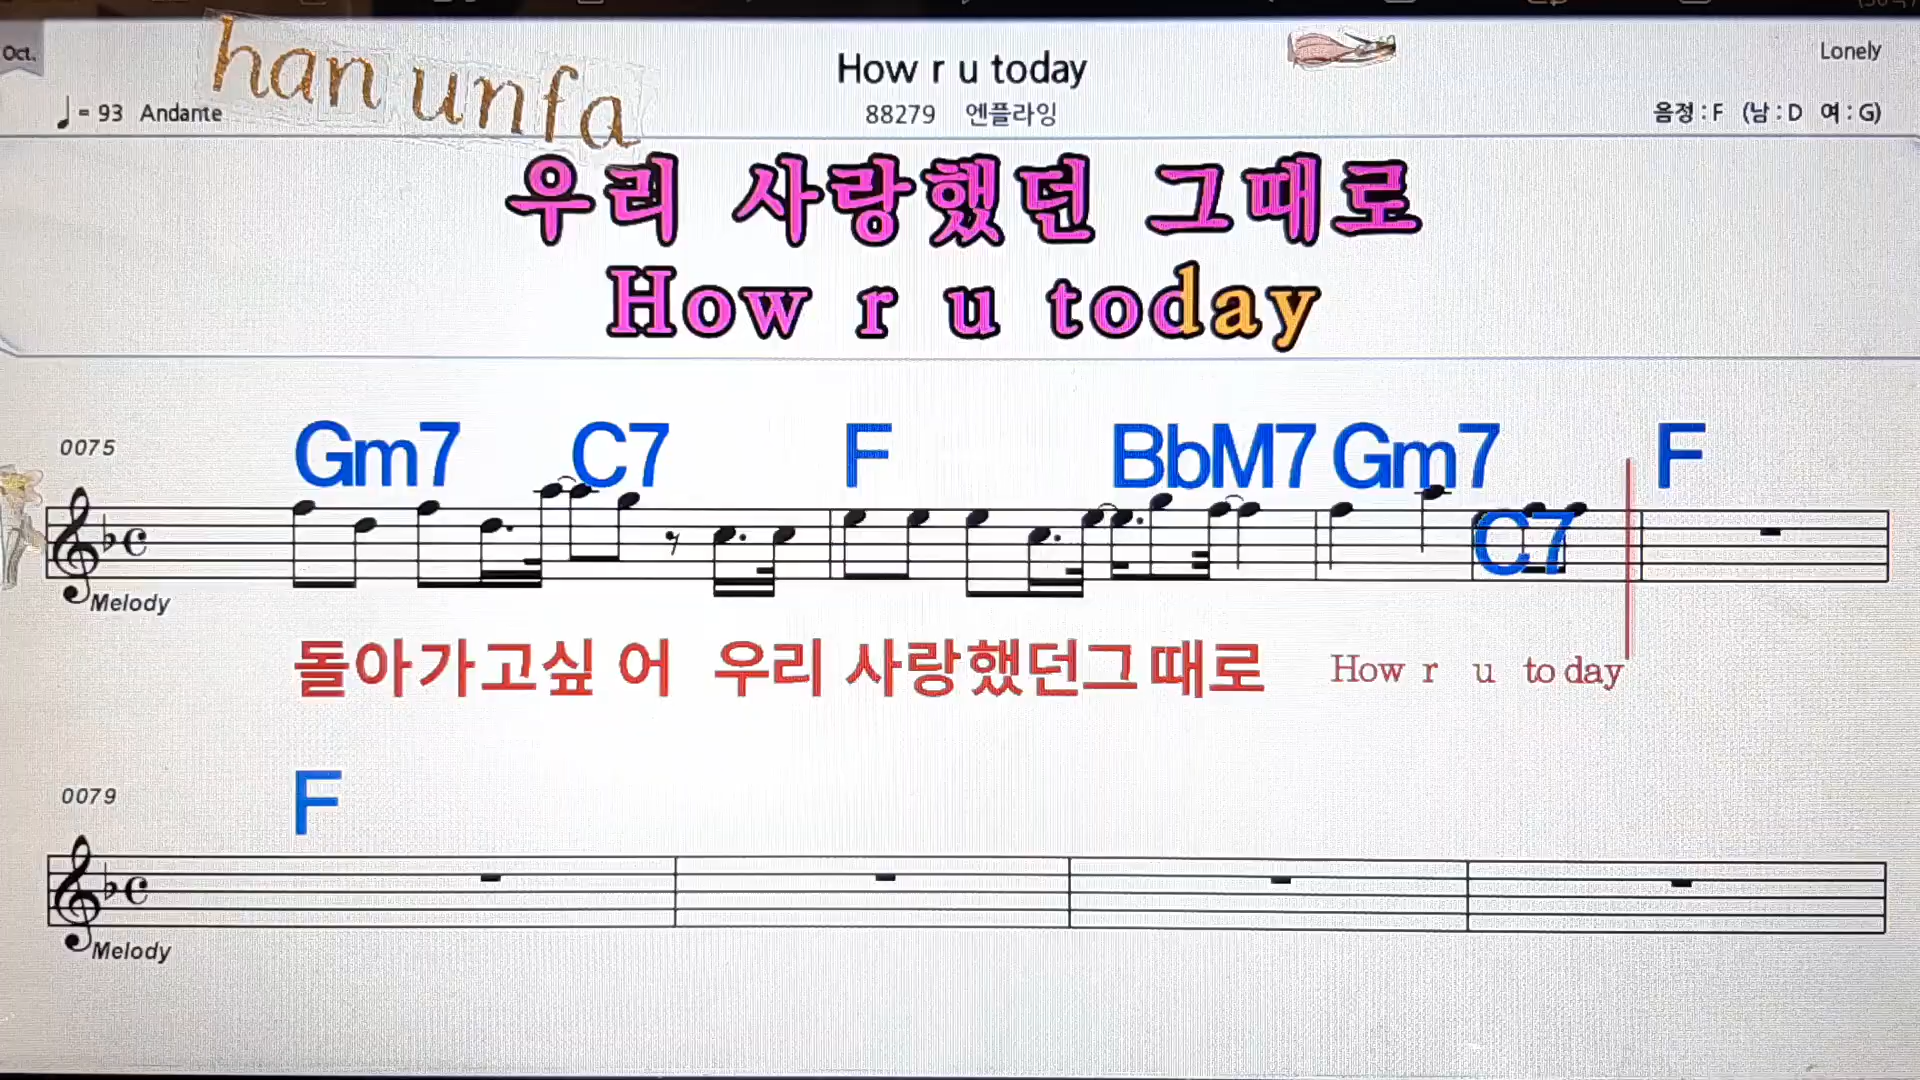 Oct.
han unfa
How r u today
Lonely
♩= 93 Andante
88279 엔플라잉
음정 : F (남 : D 여 : G)
우리 사랑했던 그때로
How r u today
0075
Gm7 C7 F BbM7 Gm7 C7 F
Melody
돌아가고싶 어 우리 사랑했던그때로 How r u to day
0079
F
Melody